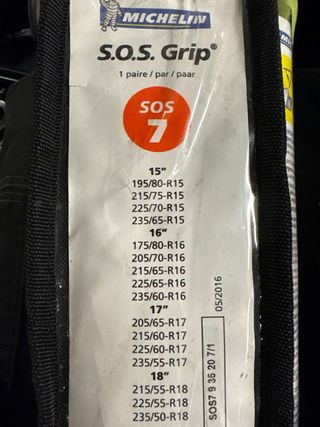 MICHELIN
S.O.S. Grip®
1 paire / par / paar
SOS
7
15"
195/80-R15
215/75-R15
225/70-R15
235/65-R15
16"
175/80-R16
205/70-R16
215/65-R16
225/65-R16
235/60-R16
17"
205/65-R17
215/60-R17
225/60-R17
235/55-R17
18"
215/55-R18
225/55-R18
235/50-R18
05/2016
SOS7 9 35 20 7/1